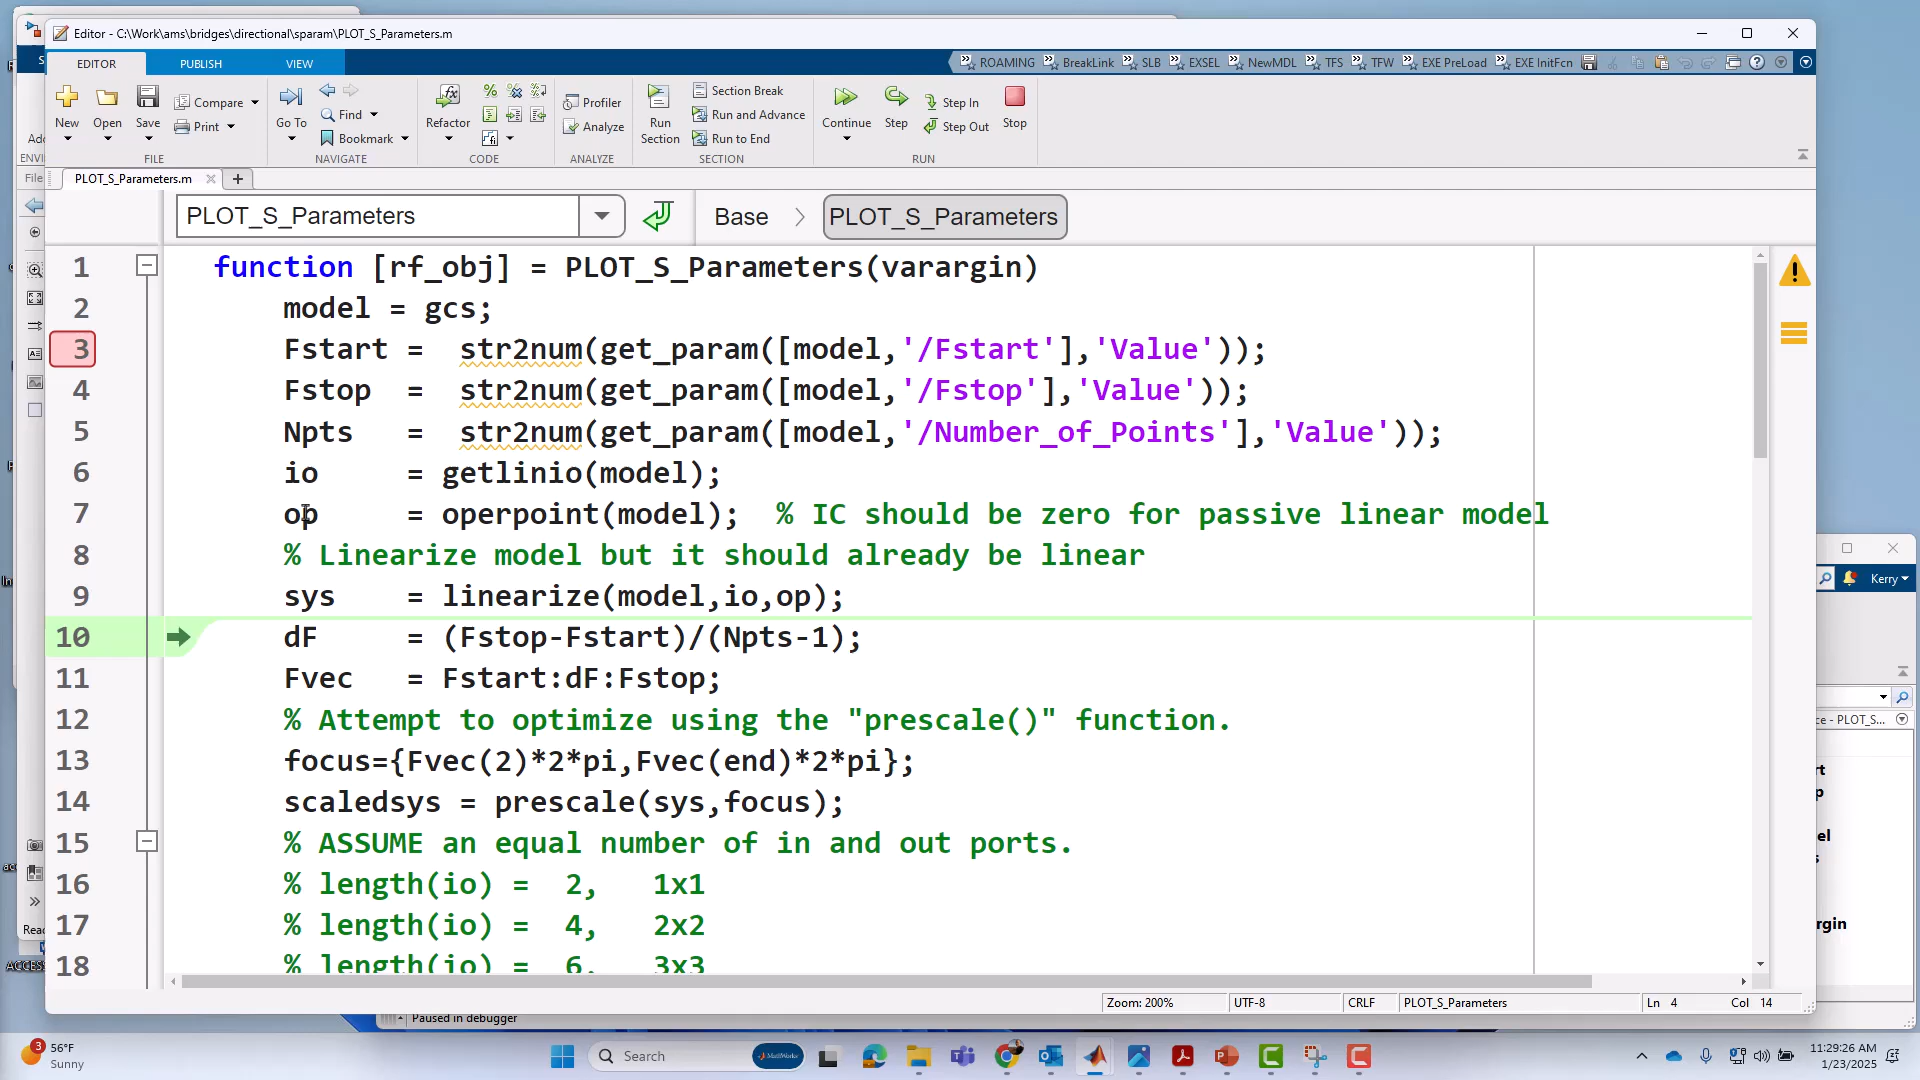 Editor - C:\Work\ams\bridges\directional\sparam\PLOT_S_Parameters.m
EDITOR PUBLISH VIEW
ROAMING BreakLink SLB EXSEL NewMDL TFS TFW EXE PreLoad EXE InitFcn
New Open Save Compare Print
FILE
Go To Find Bookmark
NAVIGATE
Refactor
CODE
Profiler Analyze
ANALYZE
Run Section Section Break Run and Advance Run to End
SECTION
Continue Step Step In Step Out Stop
RUN
PLOT_S_Parameters.m
PLOT_S_Parameters Base PLOT_S_Parameters
1 function [rf_obj] = PLOT_S_Parameters(varargin)
2 model = gcs;
3 Fstart = str2num(get_param([model,'/Fstart'],'Value'));
4 Fstop = str2num(get_param([model,'/Fstop'],'Value'));
5 Npts = str2num(get_param([model,'/Number_of_Points'],'Value'));
6 io = getlinio(model);
7 op = operpoint(model); % IC should be zero for passive linear model
8 % Linearize model but it should already be linear
9 sys = linearize(model,io,op);
10 dF = (Fstop-Fstart)/(Npts-1);
11 Fvec = Fstart:dF:Fstop;
12 % Attempt to optimize using the "prescale()" function.
13 focus={Fvec(2)*2*pi,Fvec(end)*2*pi};
14 scaledsys = prescale(sys,focus);
15 % ASSUME an equal number of in and out ports.
16 % length(io) = 2, 1x1
17 % length(io) = 4, 2x2
18 % length(io) = 6, 3x3
Zoom: 200% UTF-8 CRLF PLOT_S_Parameters Ln 4 Col 14
Paused in debugger
Kerry
ce - PLOT_S...
File
ACCESS
56°F
Sunny
Search
MathWorks
11:29:26 AM
1/23/2025